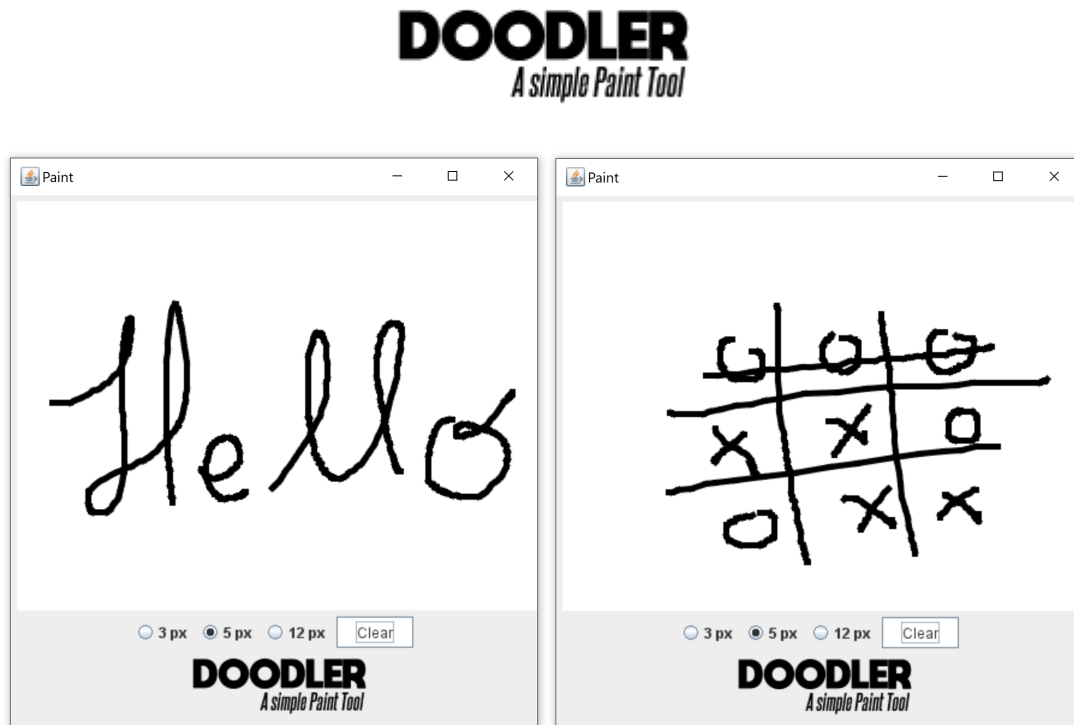 DOODLER
A simple Paint Tool
Paint
Hello
3 px 5 px 12 px Clear
DOODLER
A simple Paint Tool
Paint
O O O
X X O
O X X
3 px 5 px 12 px Clear
DOODLER
A simple Paint Tool